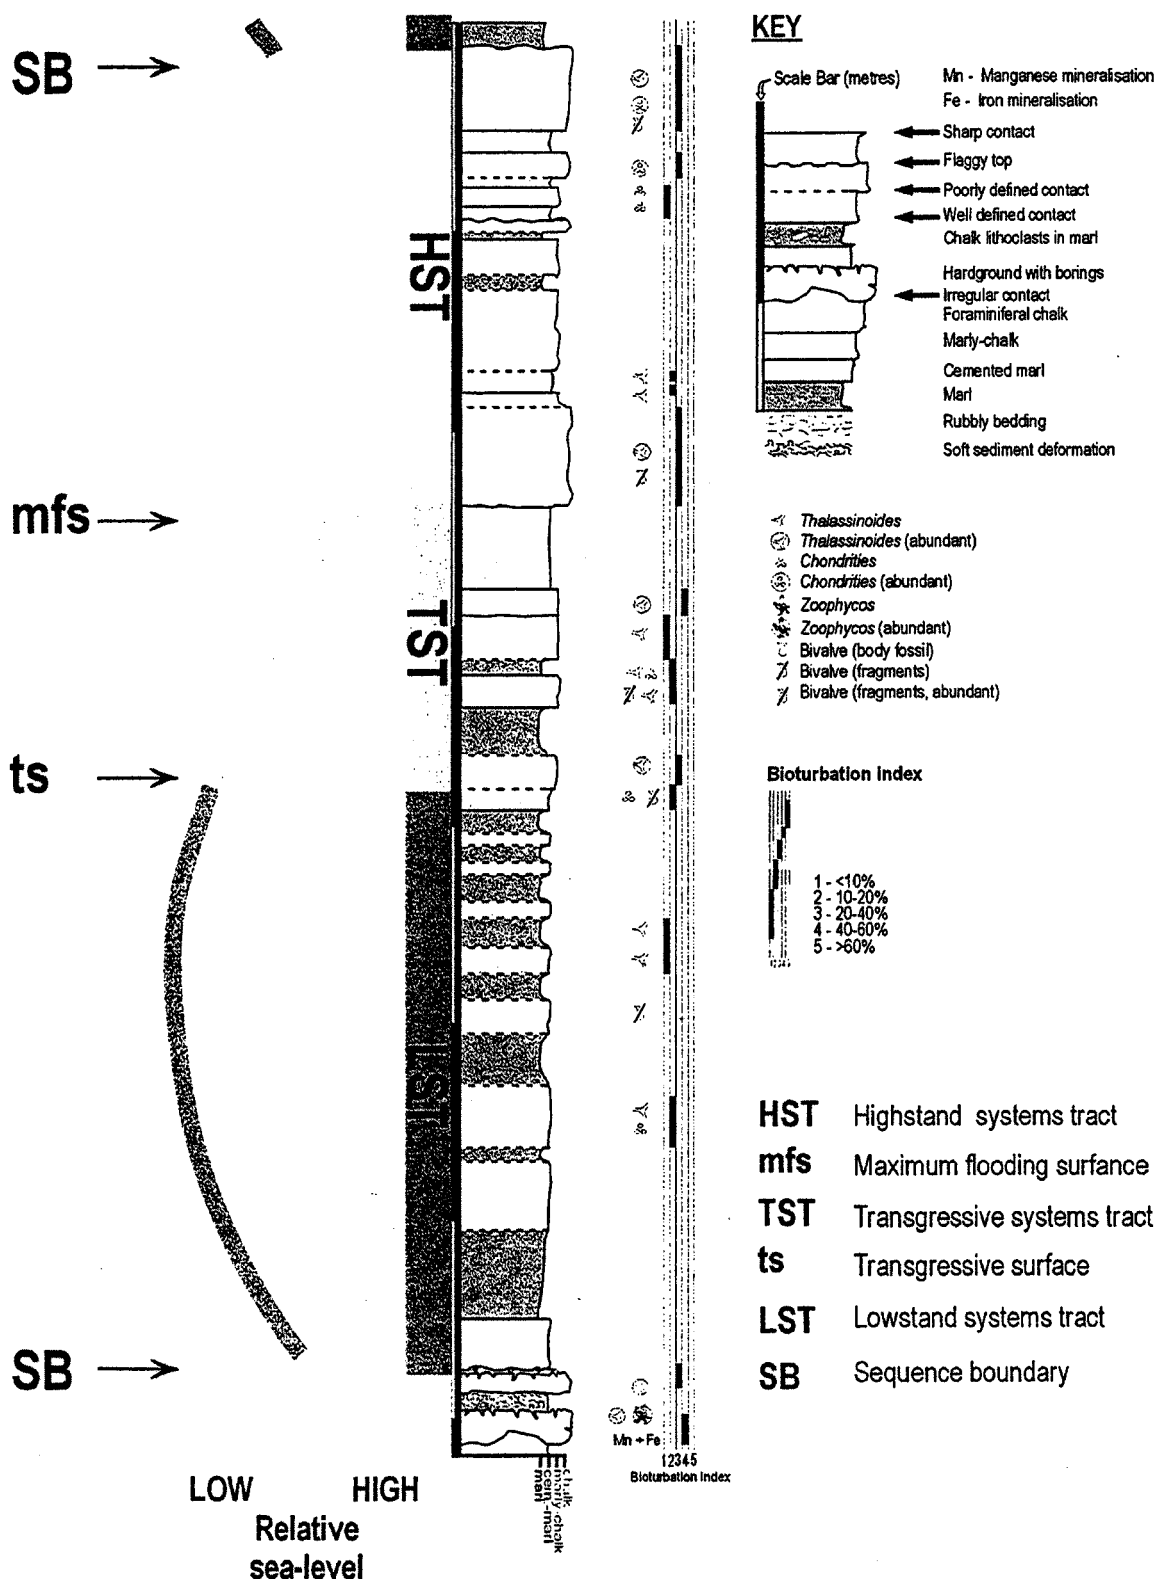 SB
HST
mfs
TST
ts
LST
SB
LOW HIGH
Relative
sea-level
Mn + Fe
12345
Bioturbation Index
marl
cem.-marl
marly-chalk
chalk
KEY
Scale Bar (metres)
Mn - Manganese mineralisation
Fe - Iron mineralisation
Sharp contact
Flaggy top
Poorly defined contact
Well defined contact
Chalk lithoclasts in marl
Hardground with borings
Irregular contact
Foraminiferal chalk
Marly-chalk
Cemented marl
Marl
Rubbly bedding
Soft sediment deformation
Thalassinoides
Thalassinoides (abundant)
Chondrities
Chondrities (abundant)
Zoophycos
Zoophycos (abundant)
Bivalve (body fossil)
Bivalve (fragments)
Bivalve (fragments, abundant)
Bioturbation Index
1 - <10%
2 - 10-20%
3 - 20-40%
4 - 40-60%
5 - >60%
HST Highstand systems tract
mfs Maximum flooding surfance
TST Transgressive systems tract
ts Transgressive surface
LST Lowstand systems tract
SB Sequence boundary